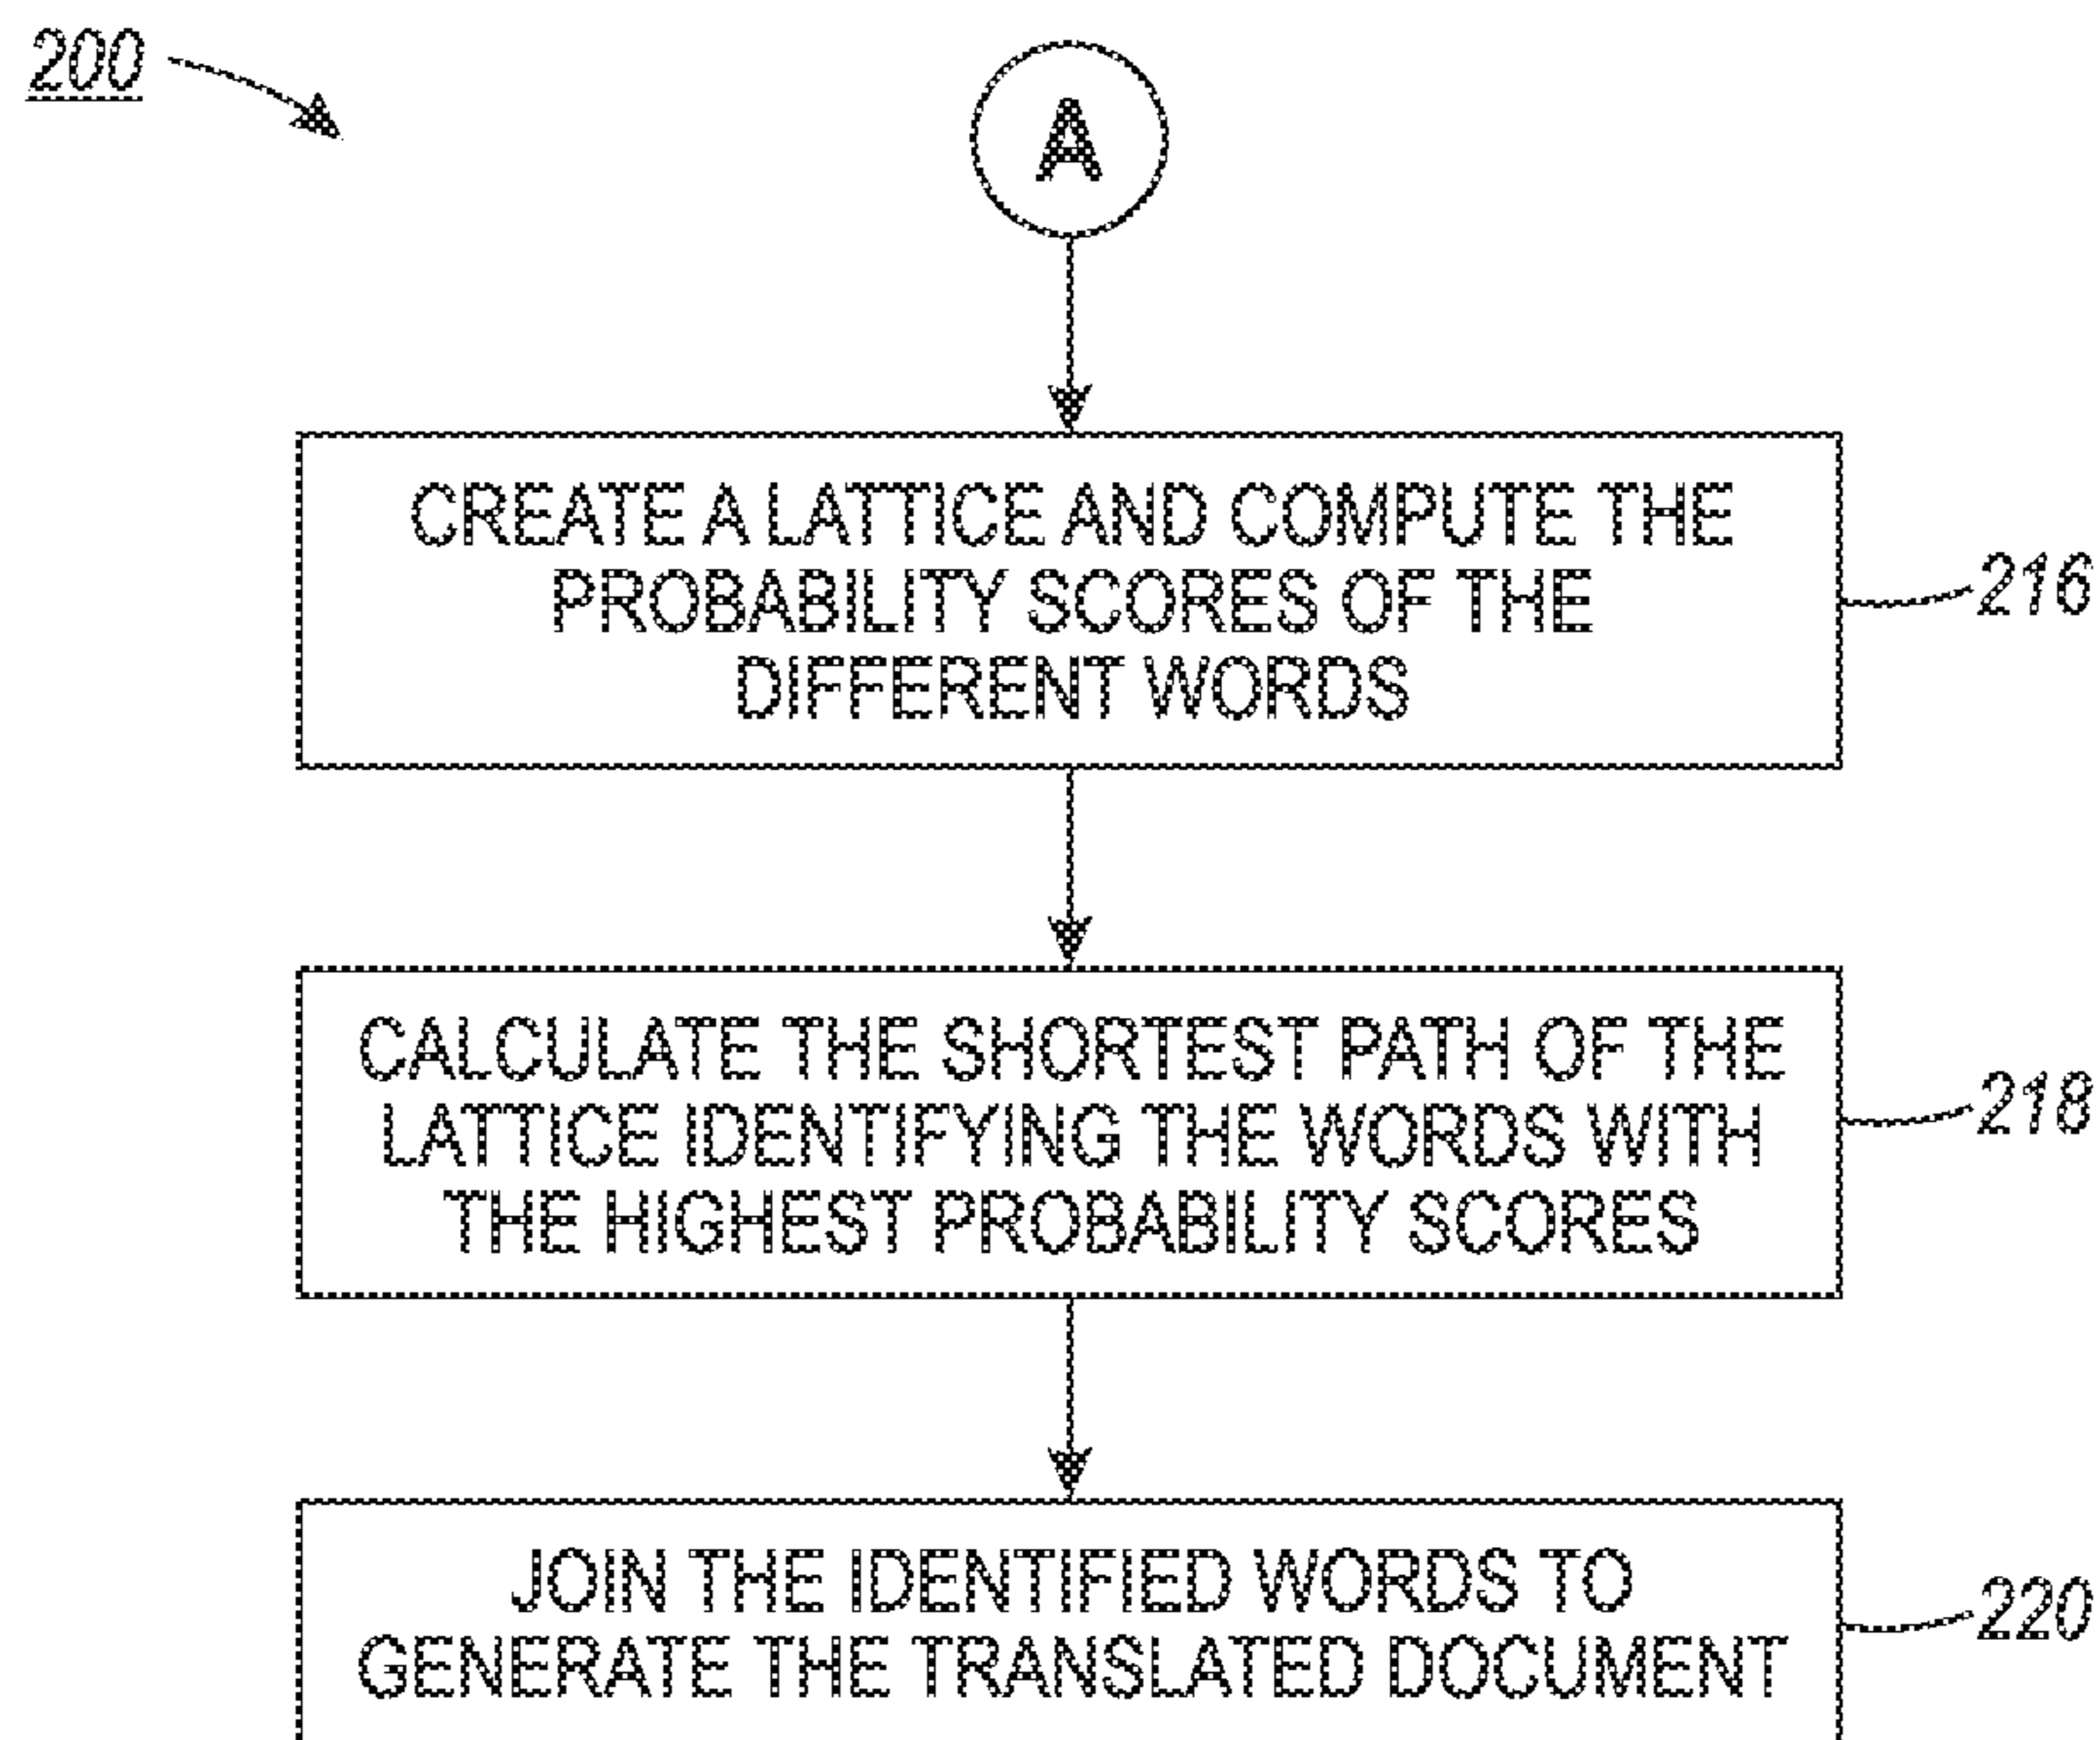 200
A
CREATE A LATTICE AND COMPUTE THE
PROBABILITY SCORES OF THE
DIFFERENT WORDS
216
CALCULATE THE SHORTEST PATH OF THE
LATTICE IDENTIFYING THE WORDS WITH
THE HIGHEST PROBABILITY SCORES
218
JOIN THE IDENTIFIED WORDS TO
GENERATE THE TRANSLATED DOCUMENT
220